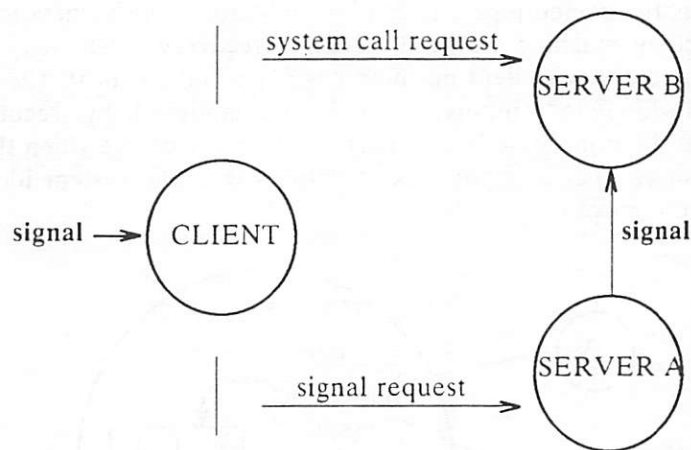 system call request
SERVER B
signal
CLIENT
signal
SERVER A
signal request